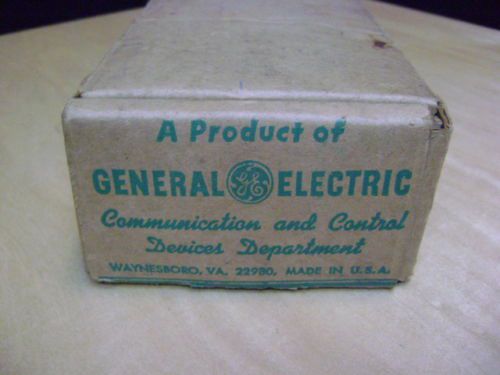 A Product of
GENERAL GE ELECTRIC
Communication and Control
Devices Department
WAYNESBORO, VA. 22980, MADE IN U.S.A.